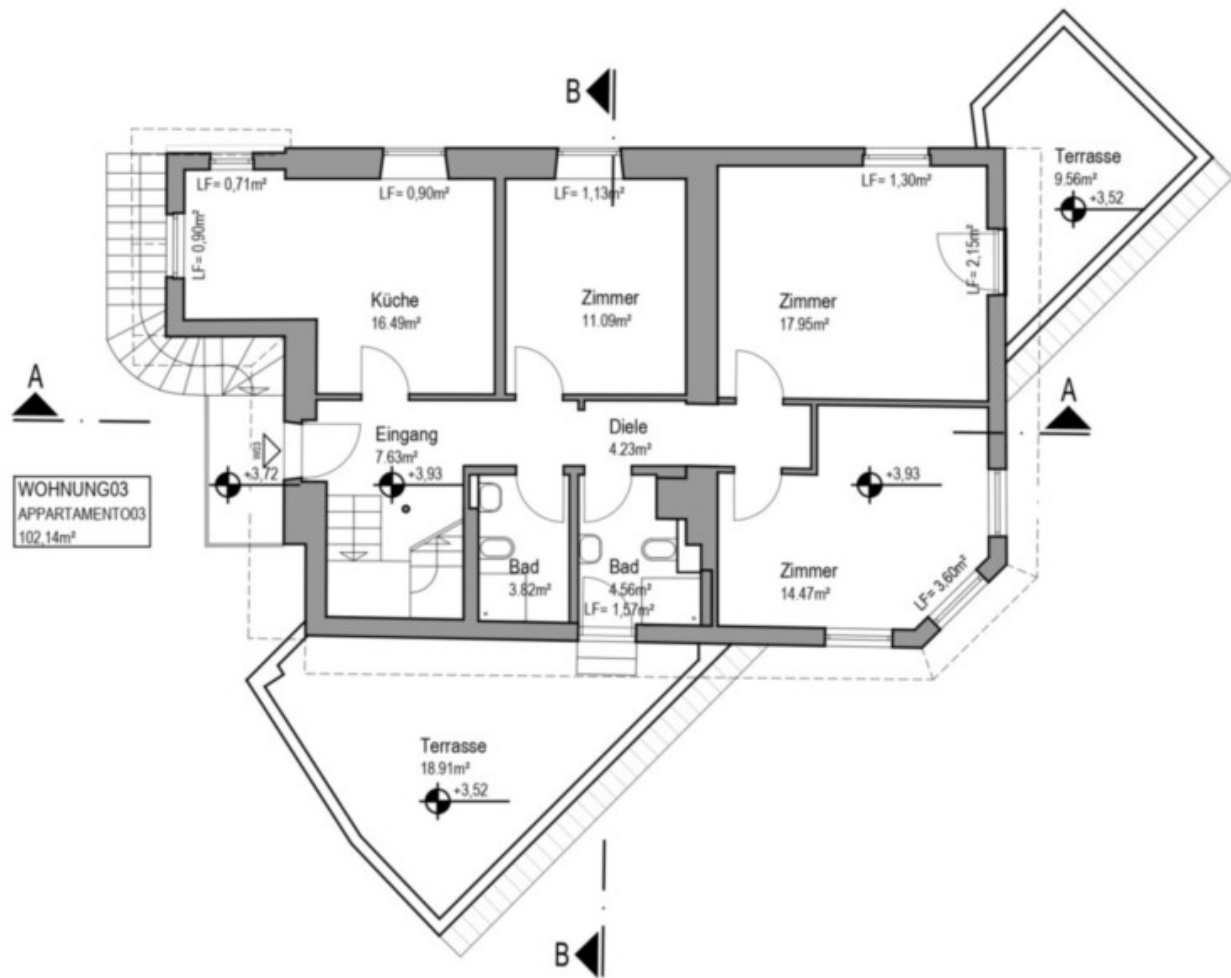 B
Terrasse
9.56m²
+3,52
LF= 0,71m²
LF= 0,90m²
LF= 1,13m²
LF= 1,30m²
LF= 0,90m²
LF= 2,15m²
Küche
16.49m²
Zimmer
11.09m²
Zimmer
17.95m²
A
A
Eingang
7.63m²
Diele
4.23m²
W03
+3,72
+3,93
+3,93
WOHNUNG03
APPARTAMENTO03
102,14m²
Bad
3.82m²
Bad
4.56m²
LF= 1,57m²
Zimmer
14.47m²
LF= 3,60m²
Terrasse
18.91m²
+3,52
B